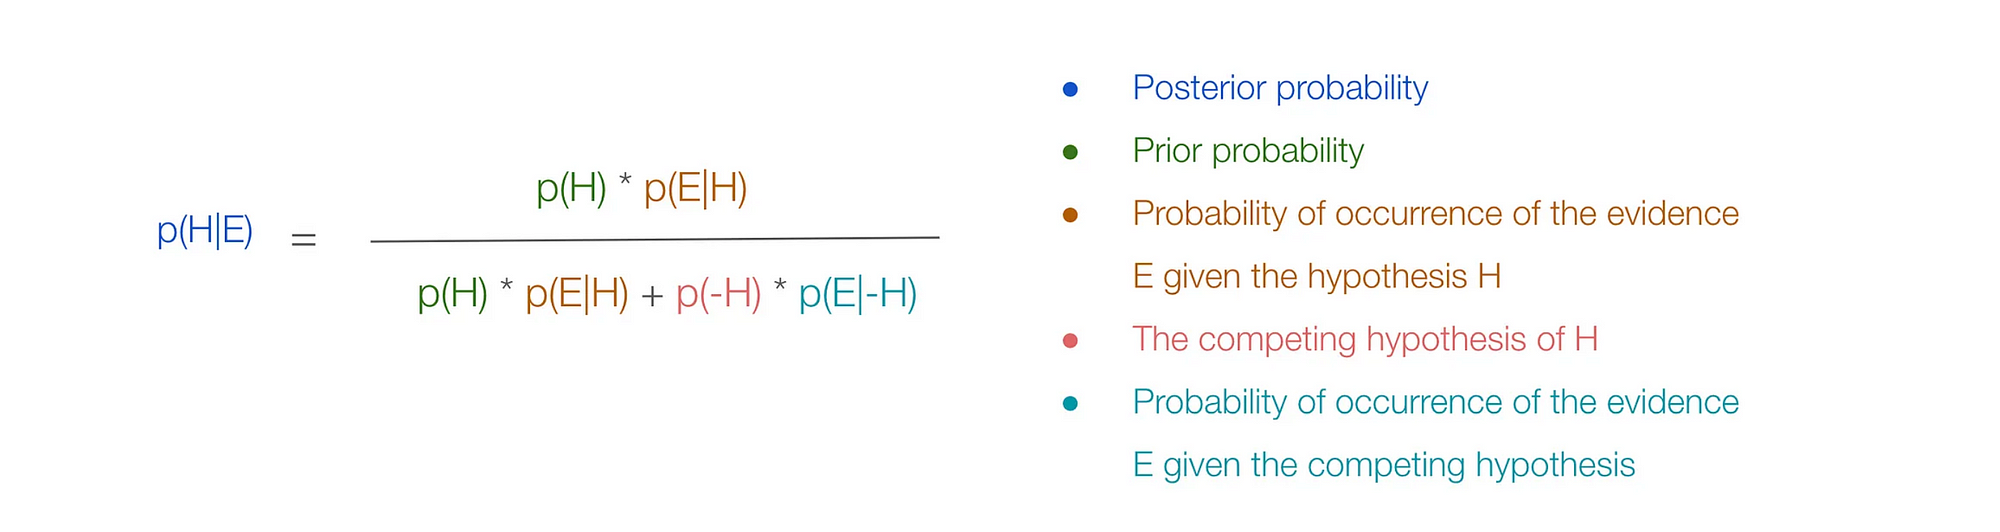 p(H|E) = p(H) * p(E|H)
p(H) * p(E|H) + p(-H) * p(E|-H)
Posterior probability
Prior probability
Probability of occurrence of the evidence
E given the hypothesis H
The competing hypothesis of H
Probability of occurrence of the evidence
E given the competing hypothesis